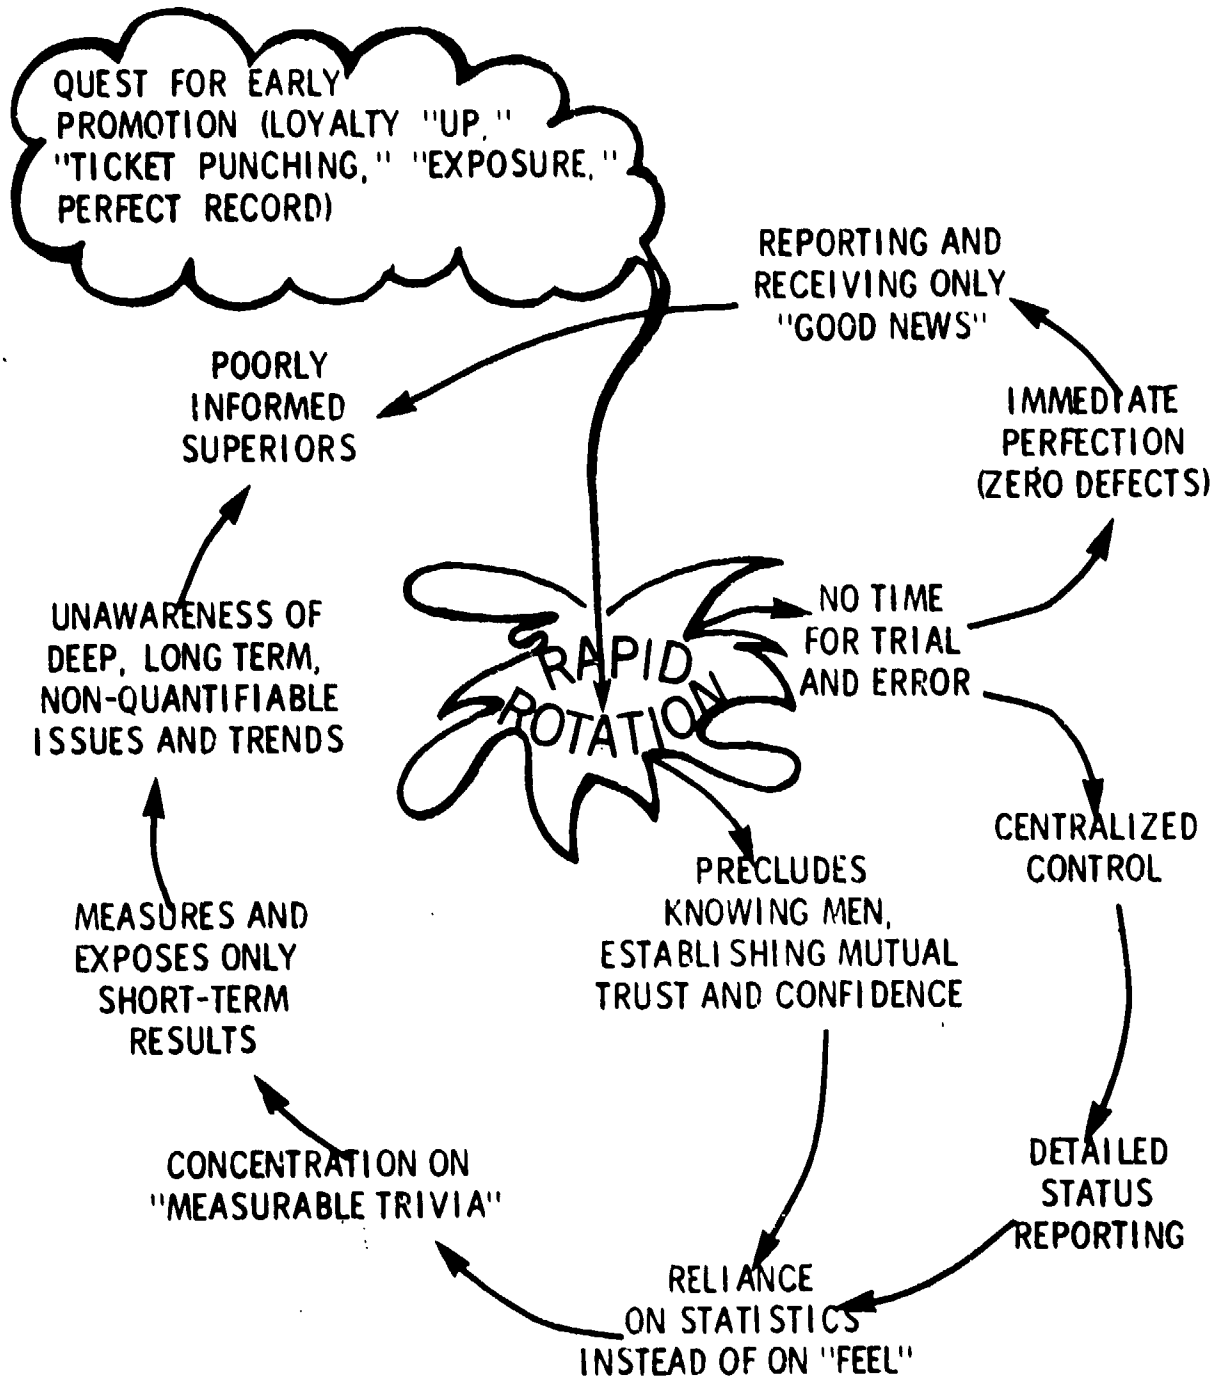 QUEST FOR EARLY
PROMOTION (LOYALTY "UP,"
"TICKET PUNCHING," "EXPOSURE,"
PERFECT RECORD)
REPORTING AND
RECEIVING ONLY
"GOOD NEWS"
POORLY
INFORMED
SUPERIORS
IMMEDIATE
PERFECTION
(ZERO DEFECTS)
UNAWARENESS OF
DEEP, LONG TERM,
NON-QUANTIFIABLE
ISSUES AND TRENDS
RAPID
ROTATION
NO TIME
FOR TRIAL
AND ERROR
CENTRALIZED
CONTROL
PRECLUDES
KNOWING MEN,
ESTABLISHING MUTUAL
TRUST AND CONFIDENCE
MEASURES AND
EXPOSES ONLY
SHORT-TERM
RESULTS
CONCENTRATION ON
"MEASURABLE TRIVIA"
DETAILED
STATUS
REPORTING
RELIANCE
ON STATISTICS
INSTEAD OF ON "FEEL"